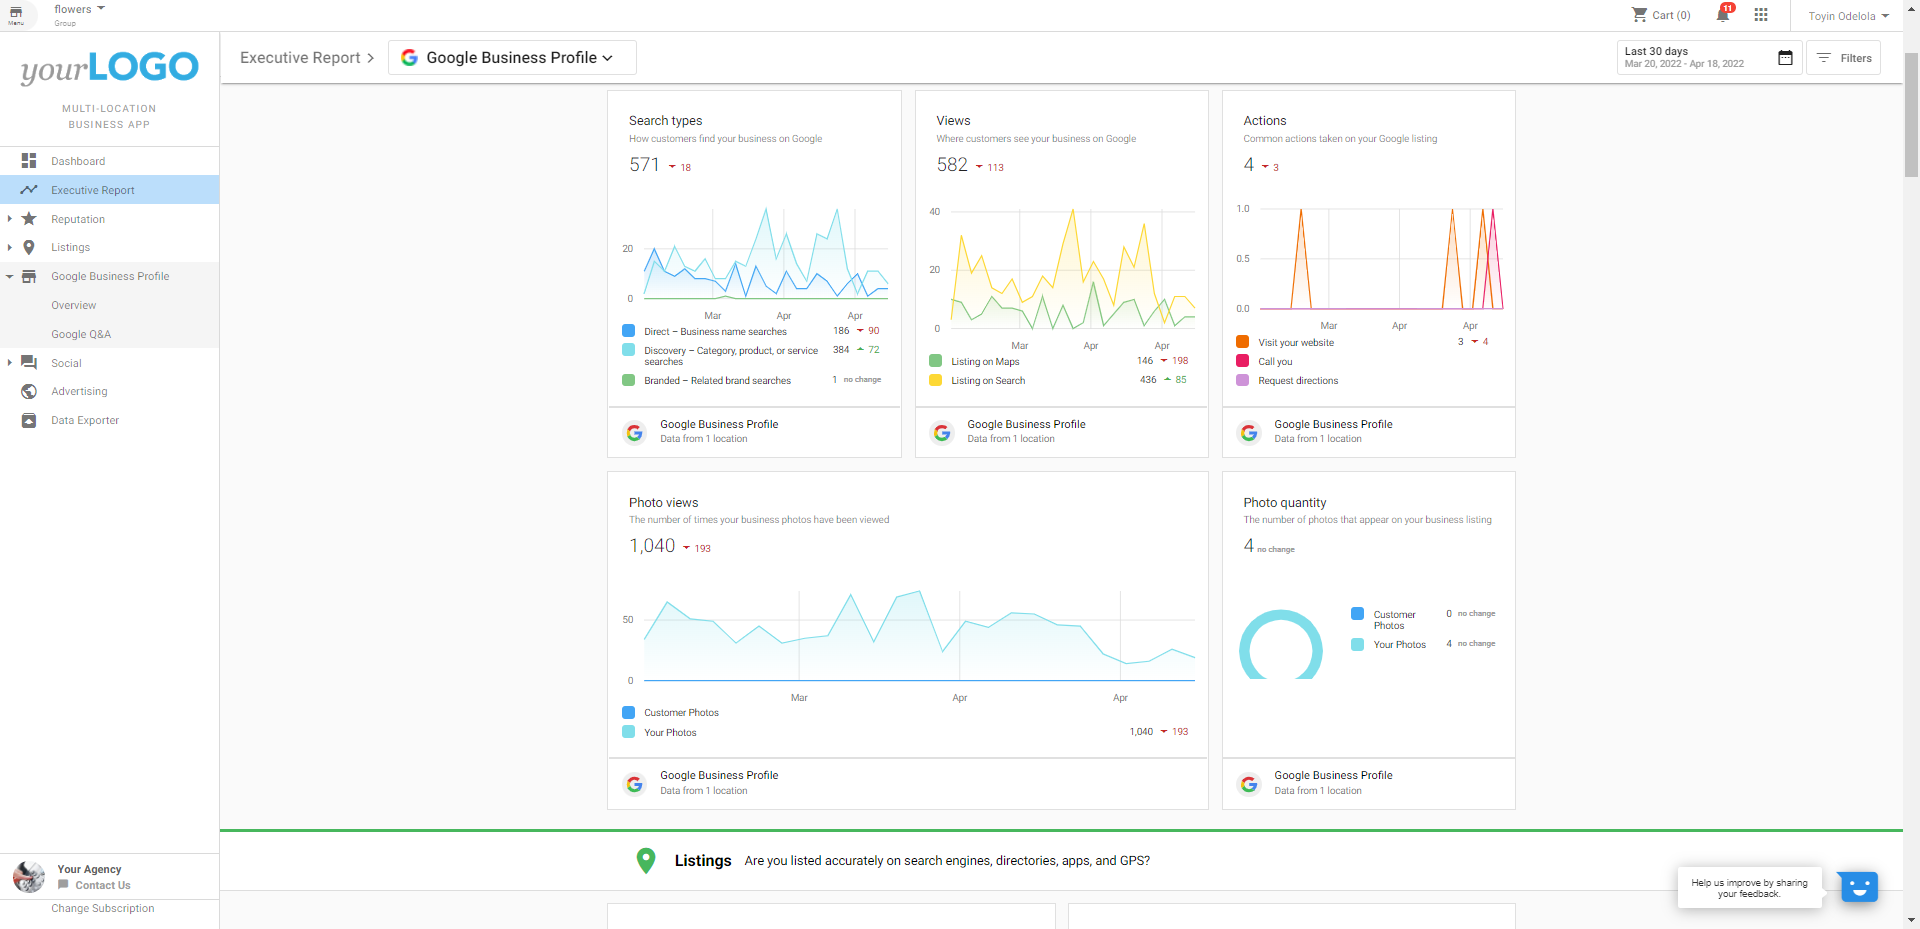 Menu
flowers
Group
Cart (0)
11
Toyin Odelola
yourLOGO
MULTI-LOCATION
BUSINESS APP
Dashboard
Executive Report
Reputation
Listings
Google Business Profile
Overview
Google Q&A
Social
Advertising
Data Exporter
Your Agency
Contact Us
Change Subscription
Executive Report
Google Business Profile
Last 30 days
Mar 20, 2022 - Apr 18, 2022
Filters
Search types
How customers find your business on Google
571 18
20
0
Mar Apr Apr
Direct – Business name searches 186 90
Discovery – Category, product, or service 384 72
searches
Branded – Related brand searches 1 no change
Google Business Profile
Data from 1 location
Views
Where customers see your business on Google
582 113
40
20
0
Mar Apr Apr
Listing on Maps 146 198
Listing on Search 436 85
Google Business Profile
Data from 1 location
Actions
Common actions taken on your Google listing
4 3
1.0
0.5
0.0
Mar Apr Apr
Visit your website 3 4
Call you
Request directions
Google Business Profile
Data from 1 location
Photo views
The number of times your business photos have been viewed
1,040 193
50
0
Mar Apr Apr
Customer Photos
Your Photos 1,040 193
Google Business Profile
Data from 1 location
Photo quantity
The number of photos that appear on your business listing
4 no change
Customer 0 no change
Photos
Your Photos 4 no change
Google Business Profile
Data from 1 location
Listings Are you listed accurately on search engines, directories, apps, and GPS?
Help us improve by sharing
your feedback.